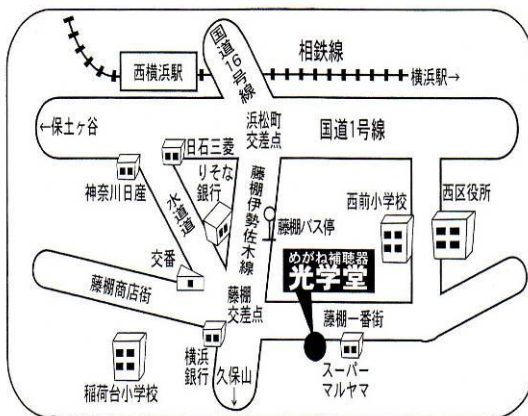 相鉄線
西横浜駅
国道16号線
横浜駅→
←保土ヶ谷
浜松町
交差点
国道1号線
日石三菱
りそな
銀行
神奈川日産
水道道
藤棚伊勢佐木線
藤棚バス停
西前小学校
西区役所
交番
めがね補聴器
光学堂
藤棚商店街
藤棚
交差点
藤棚一番街
横浜
銀行
スーパー
マルヤマ
稲荷台小学校
久保山
↓